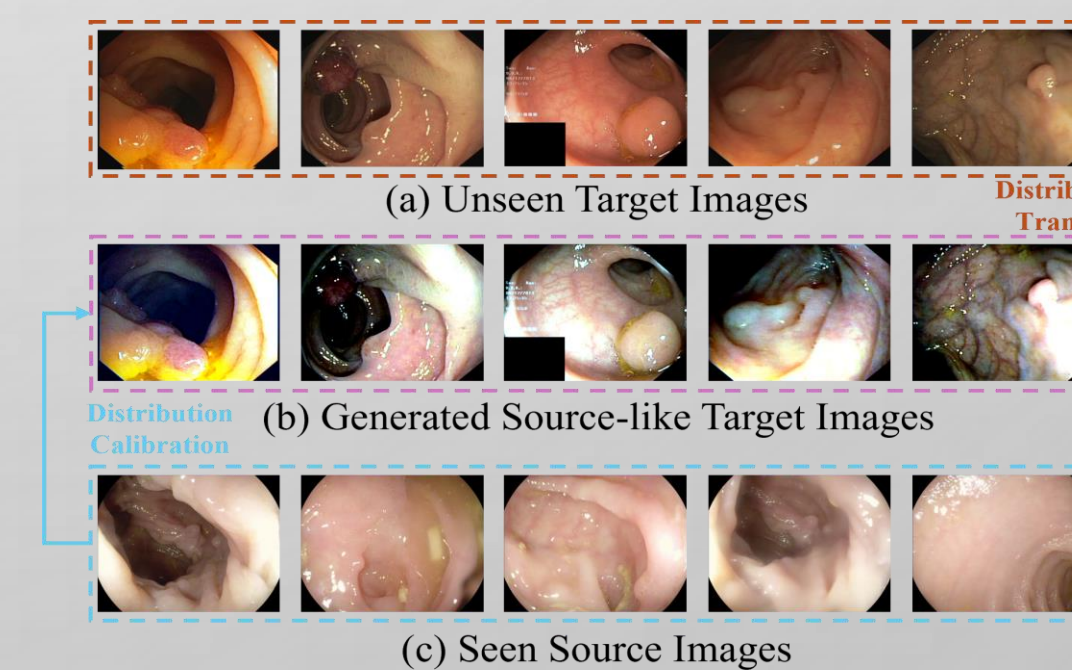 (a) Unseen Target Images
Distrib
Tran
(b) Generated Source-like Target Images
Distribution
Calibration
(c) Seen Source Images